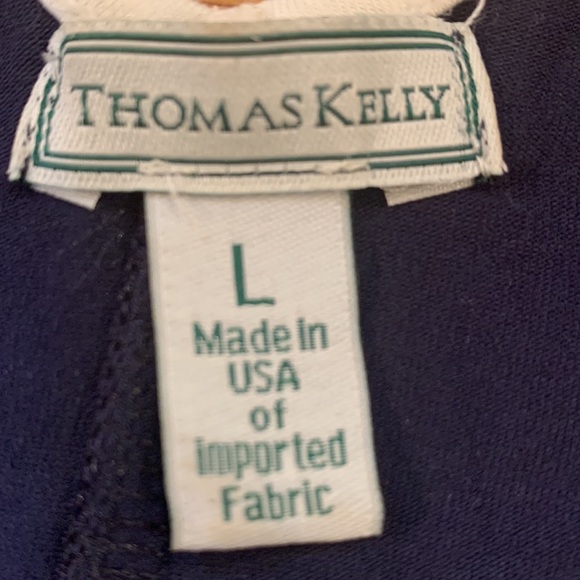 THOMAS KELLY
L
Made in
USA
of
imported
Fabric